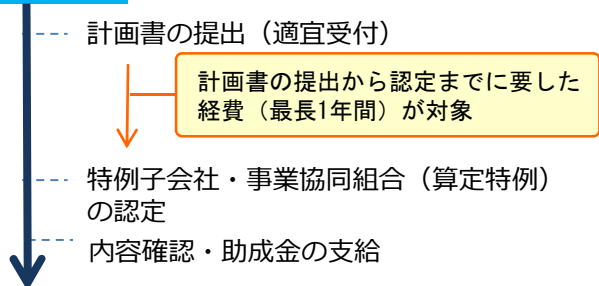 計画書の提出（適宜受付）
計画書の提出から認定までに要した
経費（最長1年間）が対象
特例子会社・事業協同組合（算定特例）
の認定
内容確認・助成金の支給